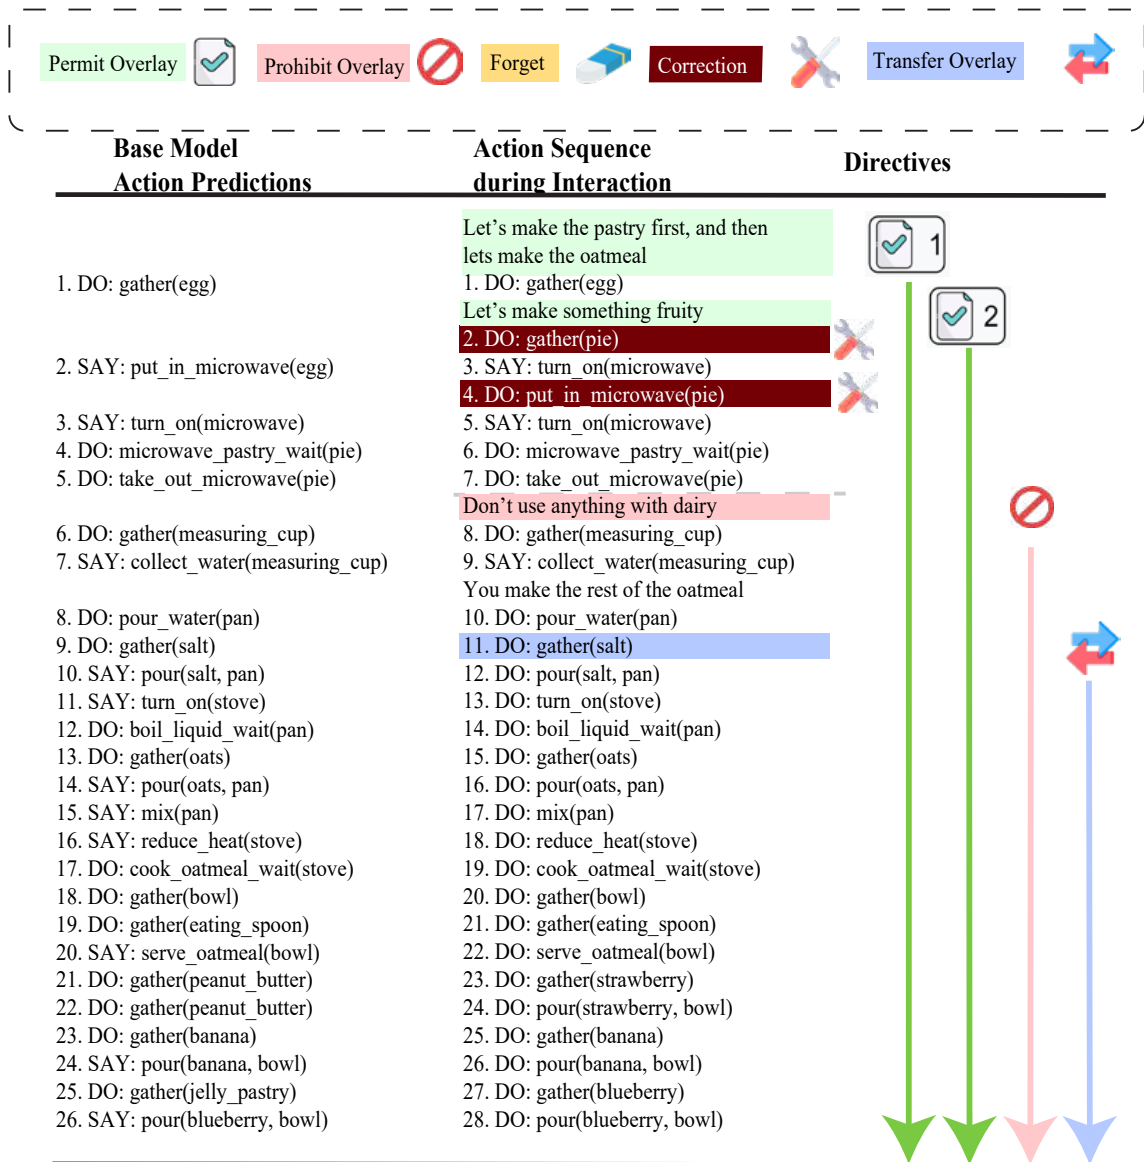 Permit Overlay Prohibit Overlay Forget Correction Transfer Overlay
Base Model Action Predictions
Action Sequence during Interaction
Directives
Let's make the pastry first, and then
lets make the oatmeal
1
1. DO: gather(egg) 1. DO: gather(egg)
Let's make something fruity
2
2. DO: gather(pie)
2. SAY: put_in_microwave(egg) 3. SAY: turn_on(microwave)
4. DO: put_in_microwave(pie)
3. SAY: turn_on(microwave) 5. SAY: turn_on(microwave)
4. DO: microwave_pastry_wait(pie) 6. DO: microwave_pastry_wait(pie)
5. DO: take_out_microwave(pie) 7. DO: take_out_microwave(pie)
Don't use anything with dairy
6. DO: gather(measuring_cup) 8. DO: gather(measuring_cup)
7. SAY: collect_water(measuring_cup) 9. SAY: collect_water(measuring_cup)
You make the rest of the oatmeal
8. DO: pour_water(pan) 10. DO: pour_water(pan)
9. DO: gather(salt) 11. DO: gather(salt)
10. SAY: pour(salt, pan) 12. DO: pour(salt, pan)
11. SAY: turn_on(stove) 13. DO: turn_on(stove)
12. DO: boil_liquid_wait(pan) 14. DO: boil_liquid_wait(pan)
13. DO: gather(oats) 15. DO: gather(oats)
14. SAY: pour(oats, pan) 16. DO: pour(oats, pan)
15. SAY: mix(pan) 17. DO: mix(pan)
16. SAY: reduce_heat(stove) 18. DO: reduce_heat(stove)
17. DO: cook_oatmeal_wait(stove) 19. DO: cook_oatmeal_wait(stove)
18. DO: gather(bowl) 20. DO: gather(bowl)
19. DO: gather(eating_spoon) 21. DO: gather(eating_spoon)
20. SAY: serve_oatmeal(bowl) 22. DO: serve_oatmeal(bowl)
21. DO: gather(peanut_butter) 23. DO: gather(strawberry)
22. DO: gather(peanut_butter) 24. DO: pour(strawberry, bowl)
23. DO: gather(banana) 25. DO: gather(banana)
24. SAY: pour(banana, bowl) 26. DO: pour(banana, bowl)
25. DO: gather(jelly_pastry) 27. DO: gather(blueberry)
26. SAY: pour(blueberry, bowl) 28. DO: pour(blueberry, bowl)